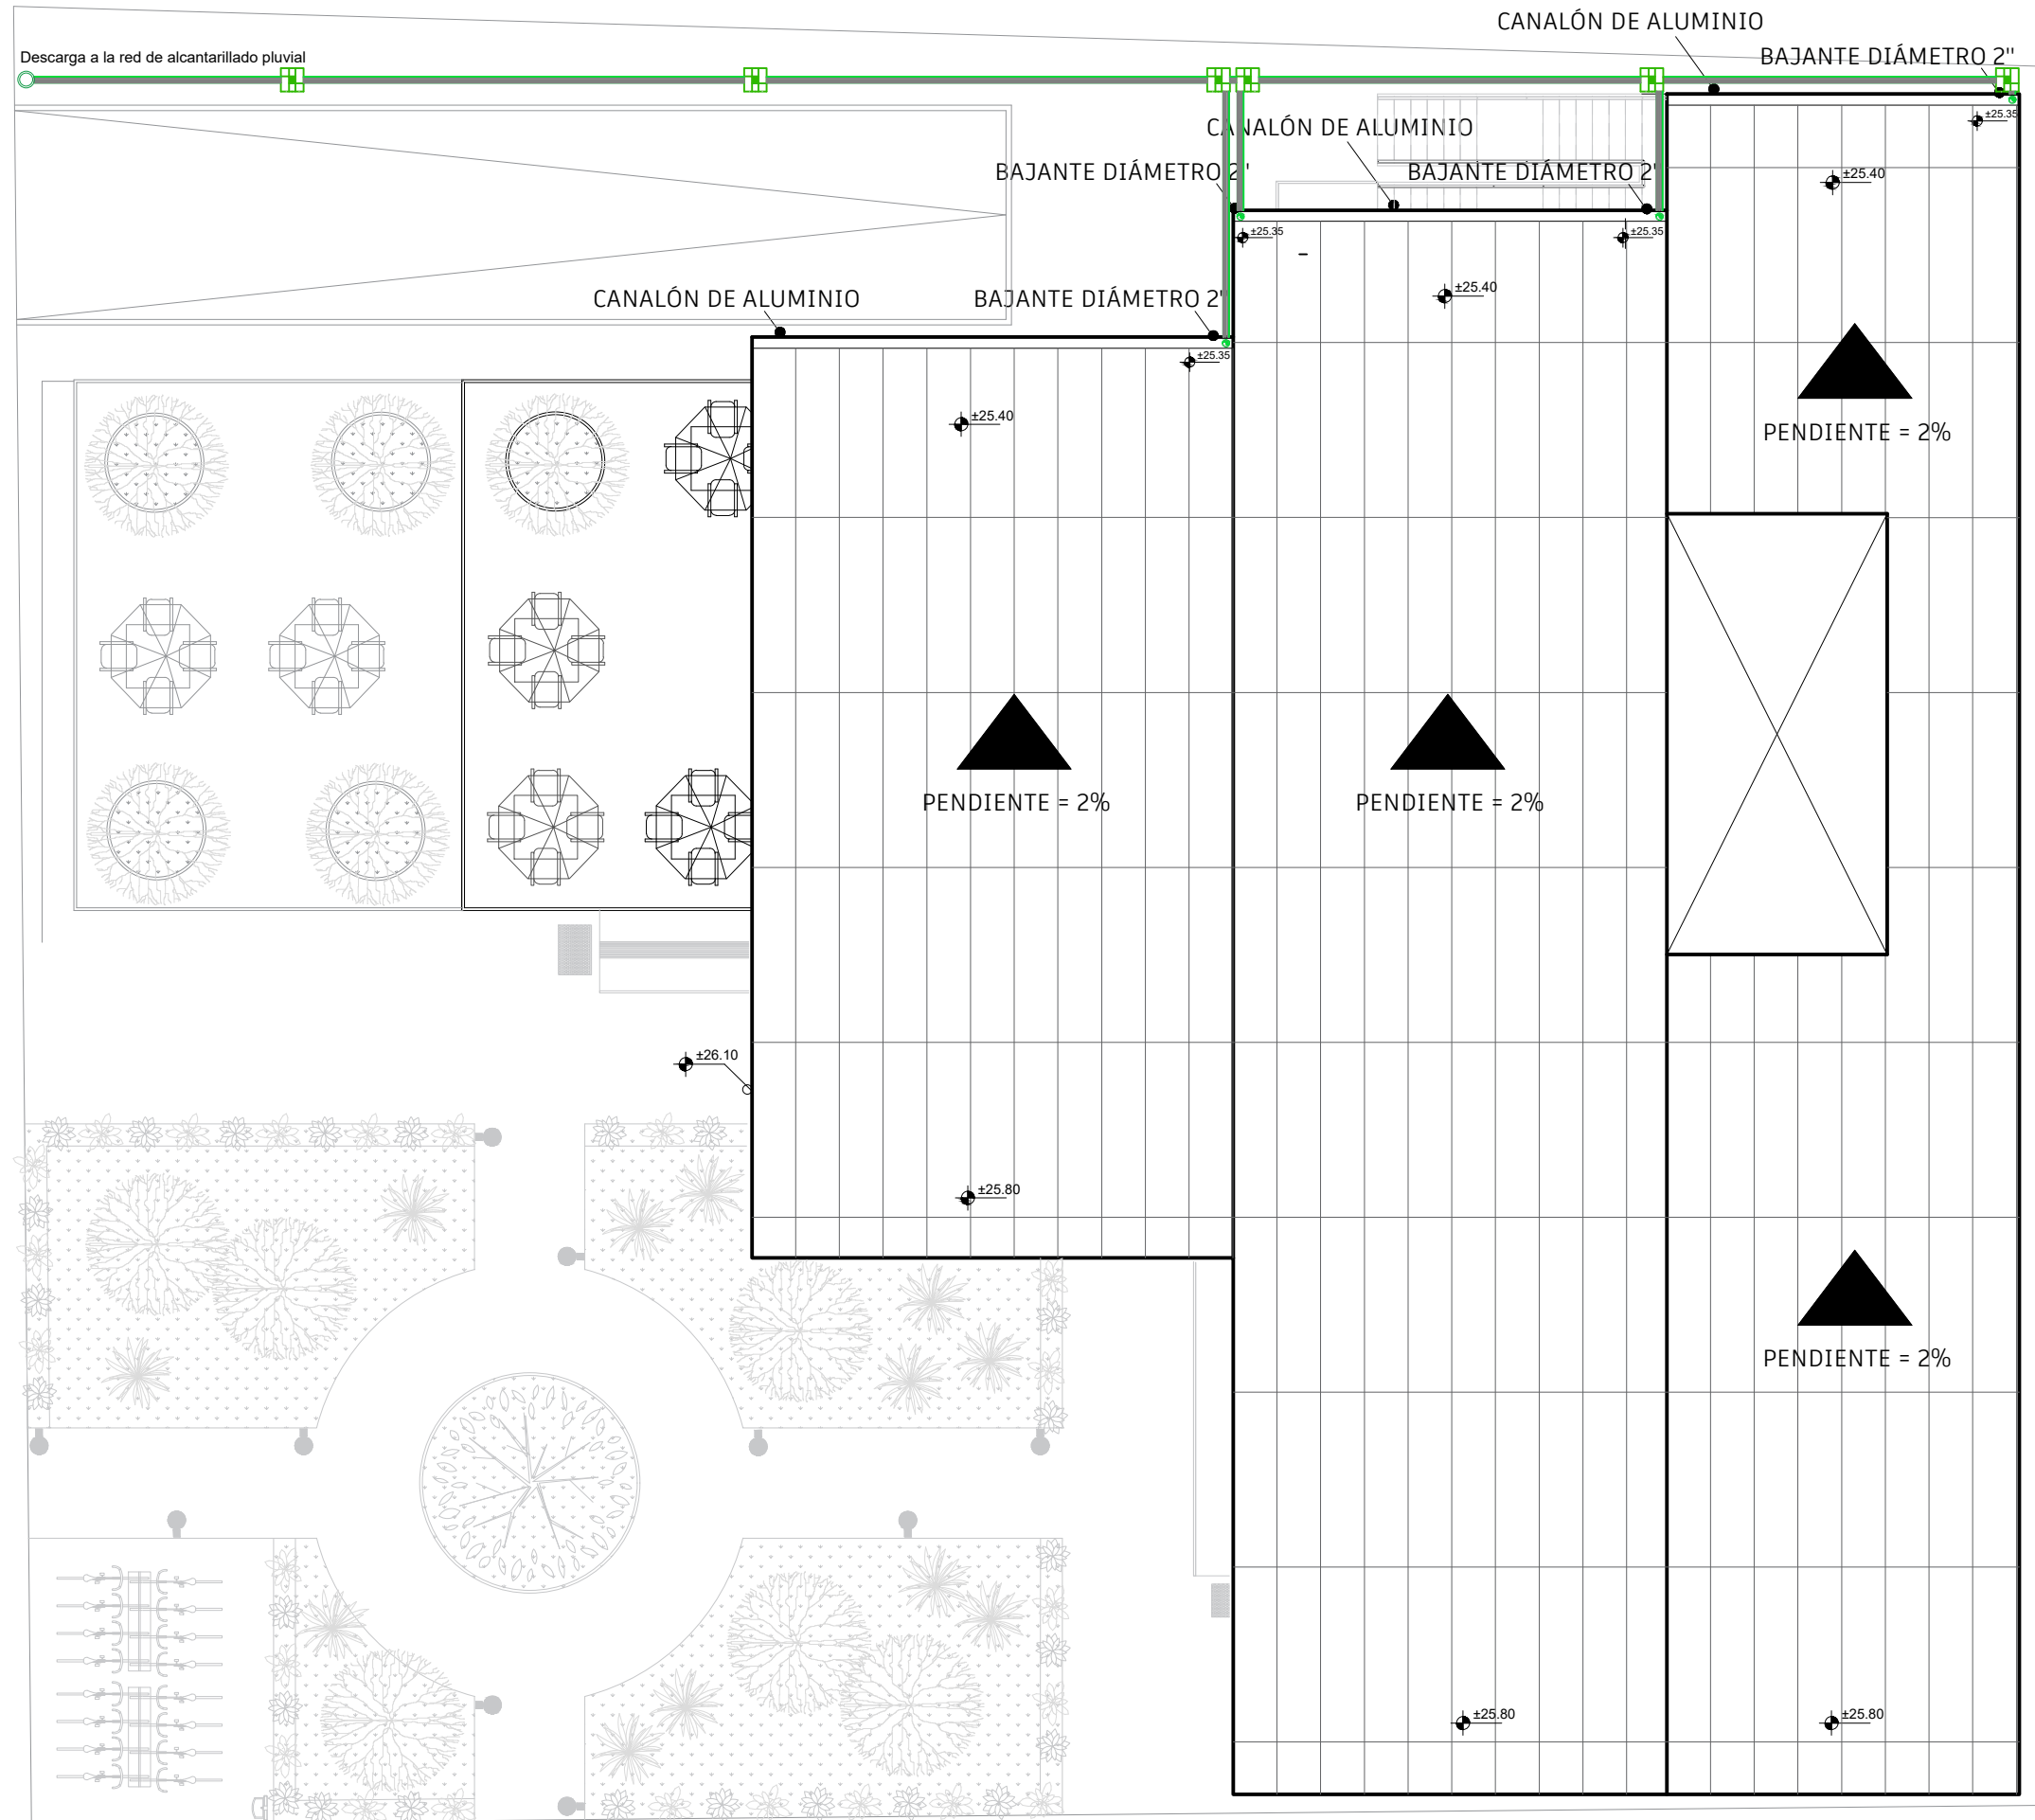 CANALÓN DE ALUMINIO
Descarga a la red de alcantarillado pluvial
BAJANTE DIÁMETRO 2"
±25.35
CANALÓN DE ALUMINIO
BAJANTE DIÁMETRO 2"
BAJANTE DIÁMETRO 2"
±25.40
±25.35
±25.35
±25.40
CANALÓN DE ALUMINIO
BAJANTE DIÁMETRO 2"
±25.35
±25.40
PENDIENTE = 2%
PENDIENTE = 2%
PENDIENTE = 2%
±26.10
±25.80
PENDIENTE = 2%
±25.80
±25.80